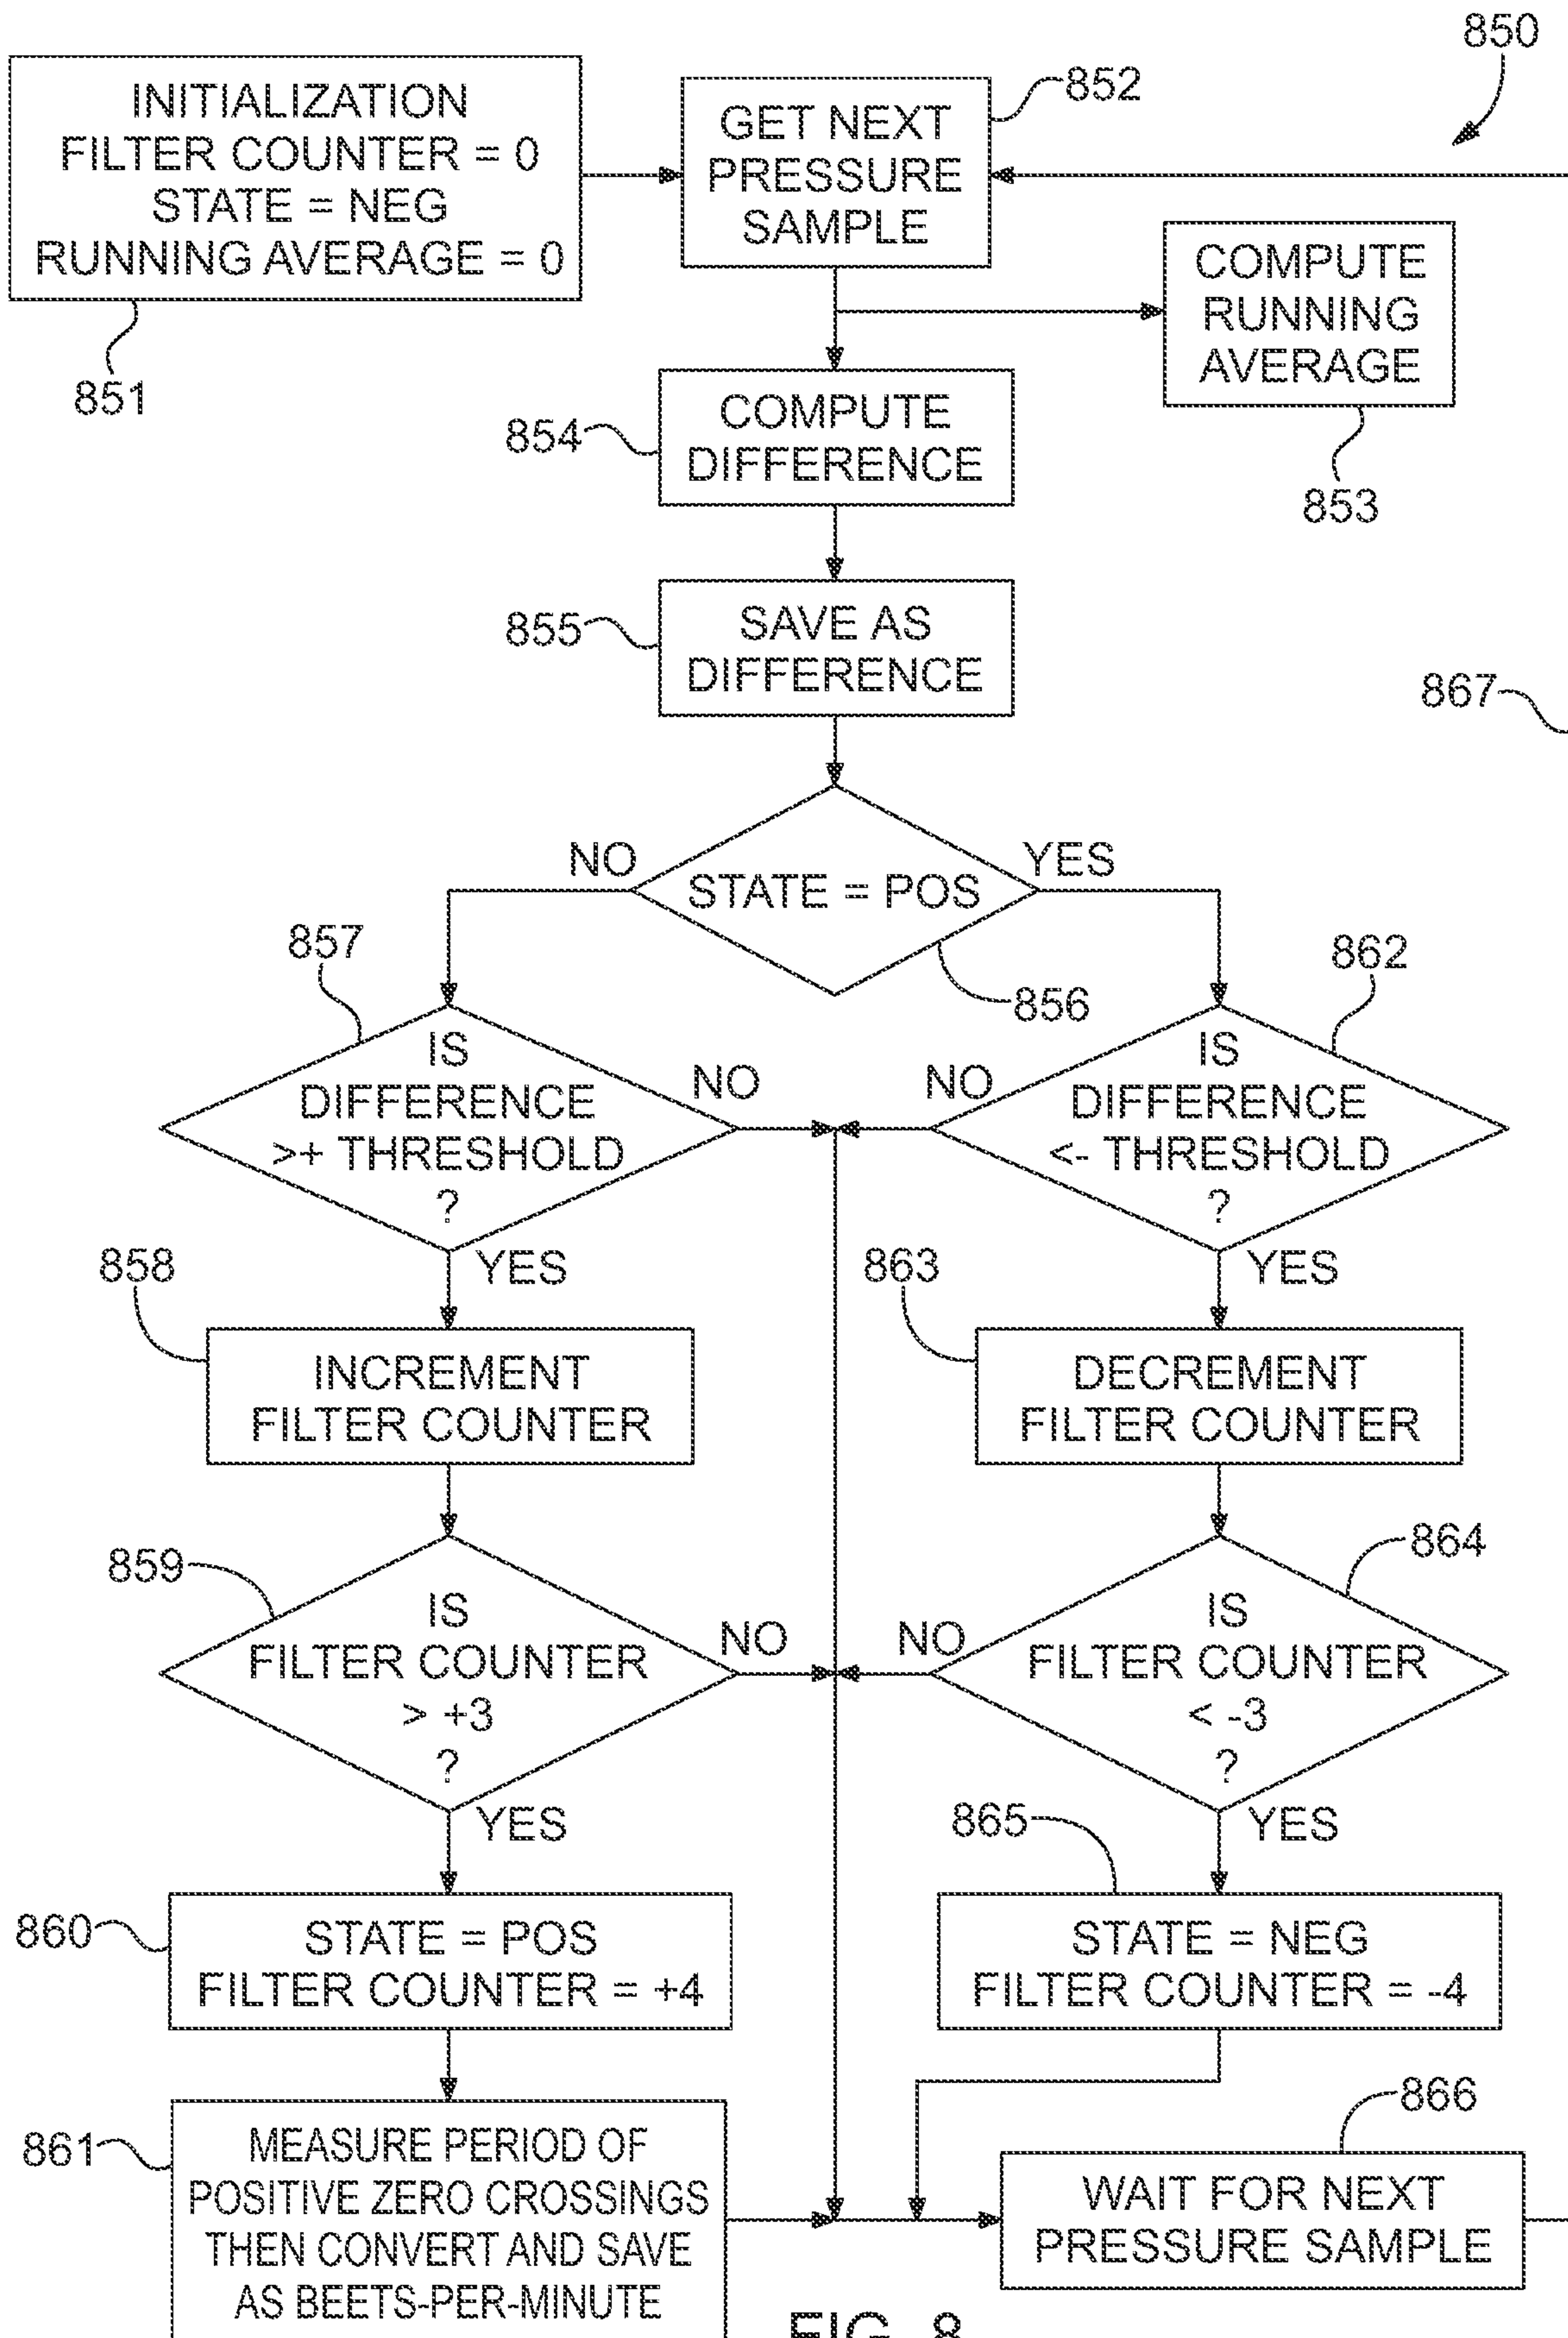 850
INITIALIZATION
FILTER COUNTER = 0
STATE = NEG
RUNNING AVERAGE = 0
851
GET NEXT
PRESSURE
SAMPLE
852
COMPUTE
RUNNING
AVERAGE
853
COMPUTE
DIFFERENCE
854
SAVE AS
DIFFERENCE
855
867
NO
STATE = POS
YES
856
857
IS
DIFFERENCE
>+ THRESHOLD
?
NO
YES
862
IS
DIFFERENCE
<- THRESHOLD
?
NO
YES
858
INCREMENT
FILTER COUNTER
863
DECREMENT
FILTER COUNTER
859
IS
FILTER COUNTER
> +3
?
NO
YES
864
IS
FILTER COUNTER
< -3
?
NO
YES
860
STATE = POS
FILTER COUNTER = +4
865
STATE = NEG
FILTER COUNTER = -4
861
MEASURE PERIOD OF
POSITIVE ZERO CROSSINGS
THEN CONVERT AND SAVE
AS BEETS-PER-MINUTE
866
WAIT FOR NEXT
PRESSURE SAMPLE
FIG. 8